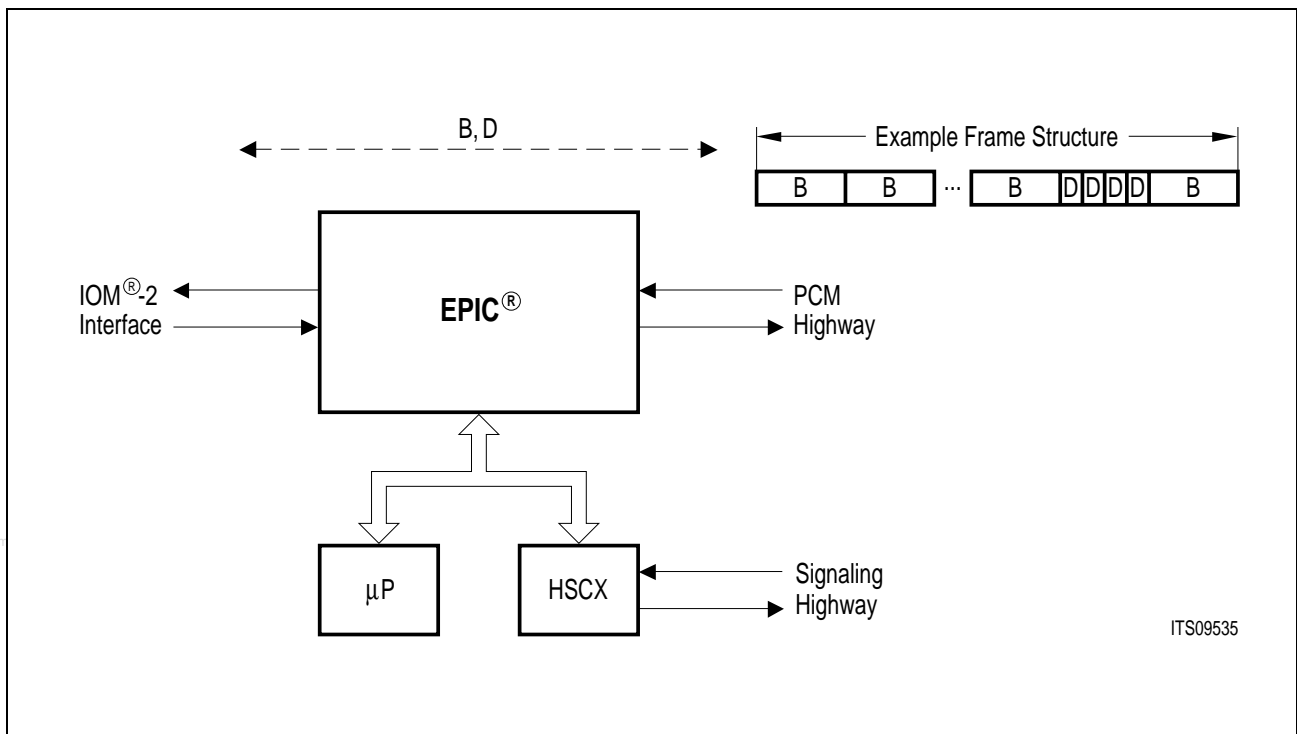 B, D
Example Frame Structure
B B ... B D D D D B
IOM®-2
Interface
EPIC®
PCM
Highway
µP
HSCX
Signaling
Highway
ITS09535